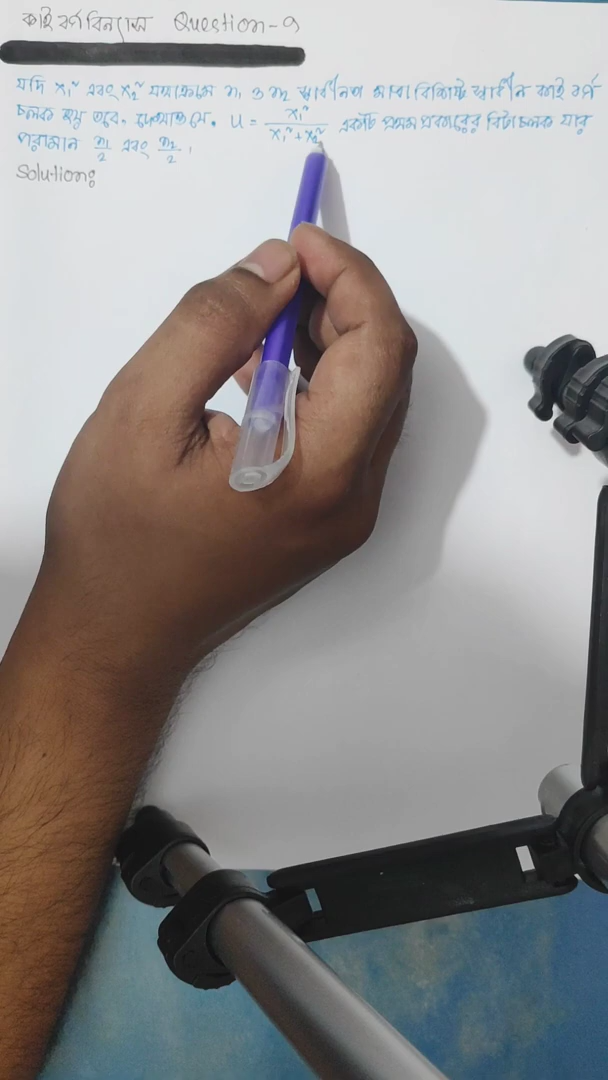 কাই বর্গ বিন্যাস Question-9
যদি x₁² এবং x₂² যথাক্রমে n₁ ও n₂ স্বাধীনতা মাত্রা বিশিষ্ট স্বাধীন কাই বর্গ
চলক হয় তবে, দেখাও যে, u = x₁² / (x₁² + x₂²) একটি প্রথম প্রকারের বিটা চলক যার
পরামান n₁/2 এবং n₂/2 ।
Solution: